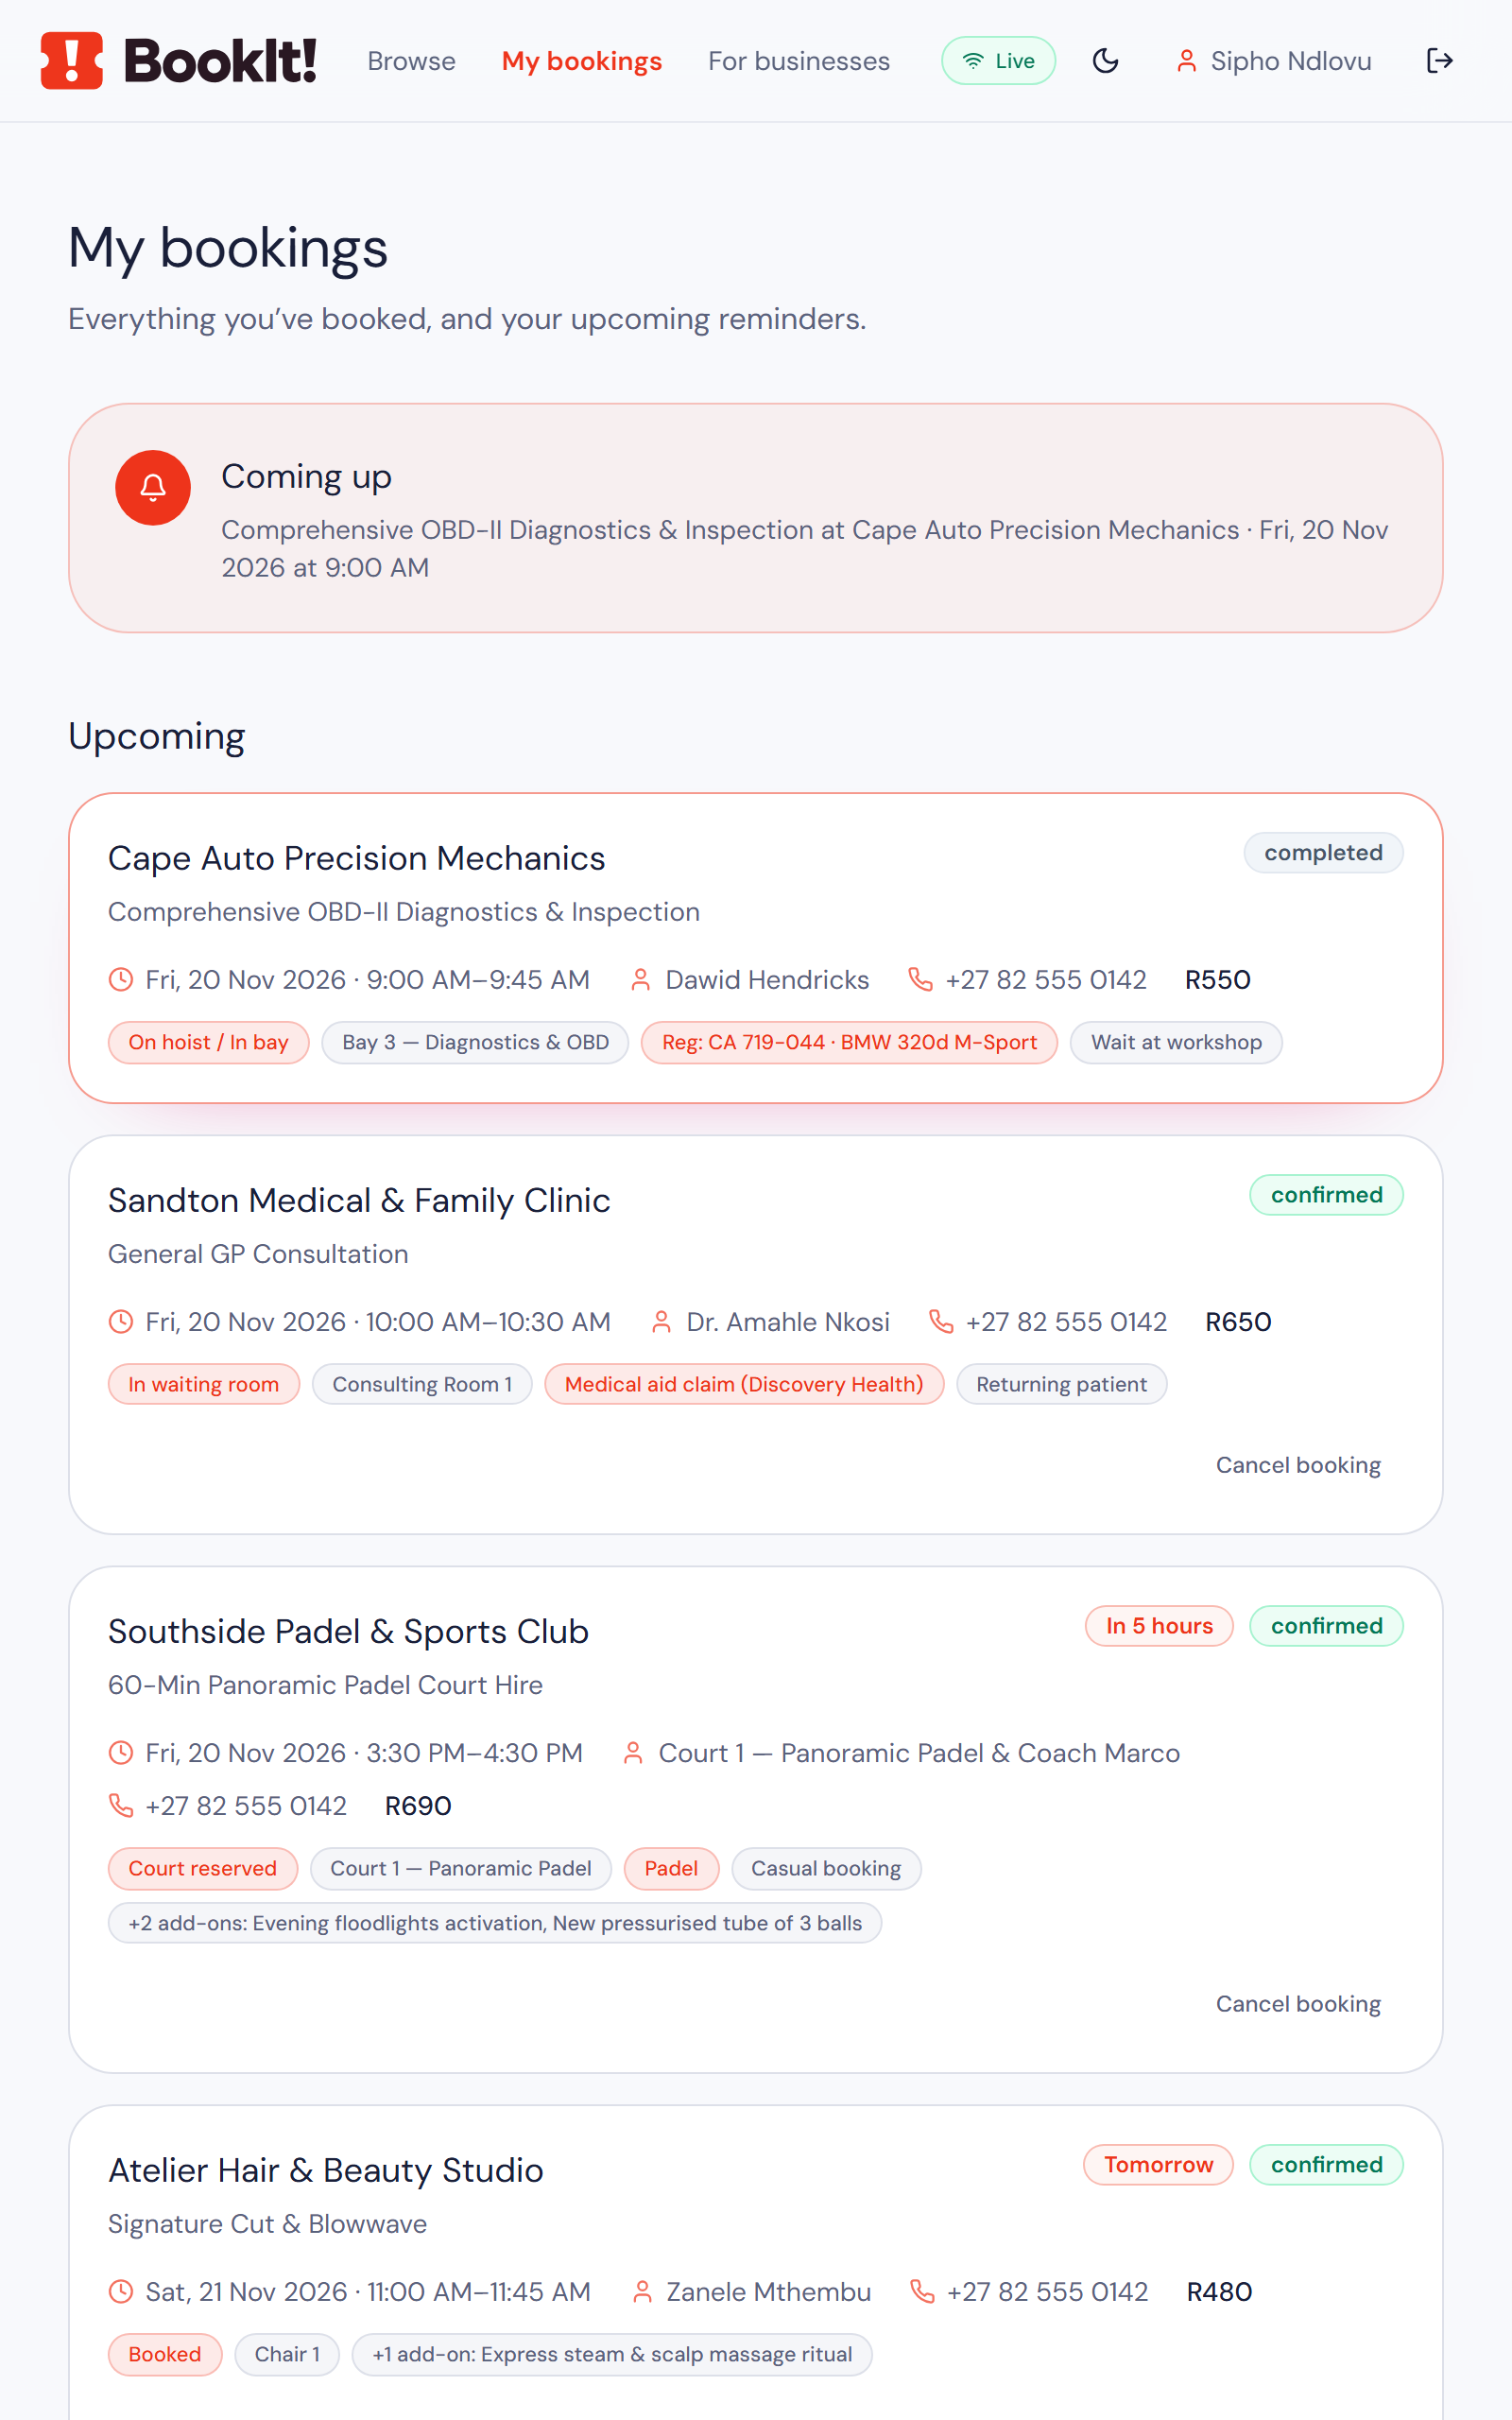 BookIt!
Browse
My bookings
For businesses
Live
Sipho Ndlovu
My bookings
Everything you’ve booked, and your upcoming reminders.
Coming up
Comprehensive OBD-II Diagnostics & Inspection at Cape Auto Precision Mechanics · Fri, 20 Nov
2026 at 9:00 AM
Upcoming
Cape Auto Precision Mechanics
completed
Comprehensive OBD-II Diagnostics & Inspection
Fri, 20 Nov 2026 · 9:00 AM–9:45 AM Dawid Hendricks +27 82 555 0142 R550
On hoist / In bay Bay 3 — Diagnostics & OBD Reg: CA 719-044 · BMW 320d M-Sport Wait at workshop
Sandton Medical & Family Clinic
confirmed
General GP Consultation
Fri, 20 Nov 2026 · 10:00 AM–10:30 AM Dr. Amahle Nkosi +27 82 555 0142 R650
In waiting room Consulting Room 1 Medical aid claim (Discovery Health) Returning patient
Cancel booking
Southside Padel & Sports Club
In 5 hours confirmed
60-Min Panoramic Padel Court Hire
Fri, 20 Nov 2026 · 3:30 PM–4:30 PM Court 1 — Panoramic Padel & Coach Marco
+27 82 555 0142 R690
Court reserved Court 1 — Panoramic Padel Padel Casual booking
+2 add-ons: Evening floodlights activation, New pressurised tube of 3 balls
Cancel booking
Atelier Hair & Beauty Studio
Tomorrow confirmed
Signature Cut & Blowwave
Sat, 21 Nov 2026 · 11:00 AM–11:45 AM Zanele Mthembu +27 82 555 0142 R480
Booked Chair 1 +1 add-on: Express steam & scalp massage ritual